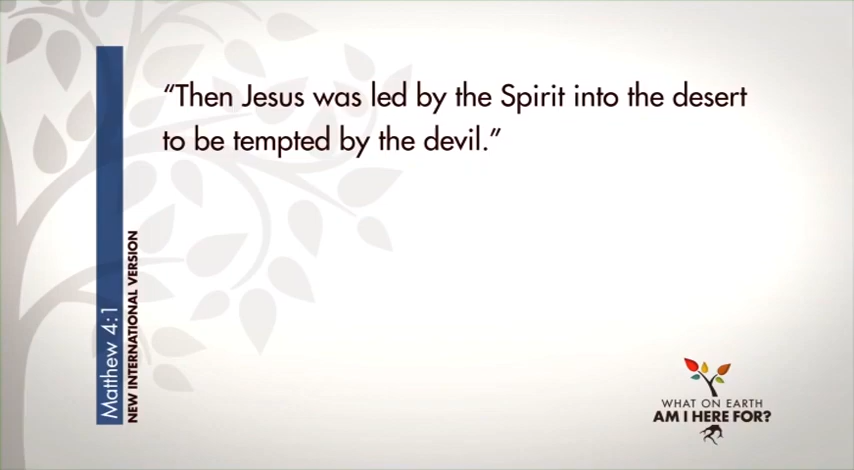 “Then Jesus was led by the Spirit into the desert
to be tempted by the devil.”
Matthew 4:1
NEW INTERNATIONAL VERSION
WHAT ON EARTH
AM I HERE FOR?